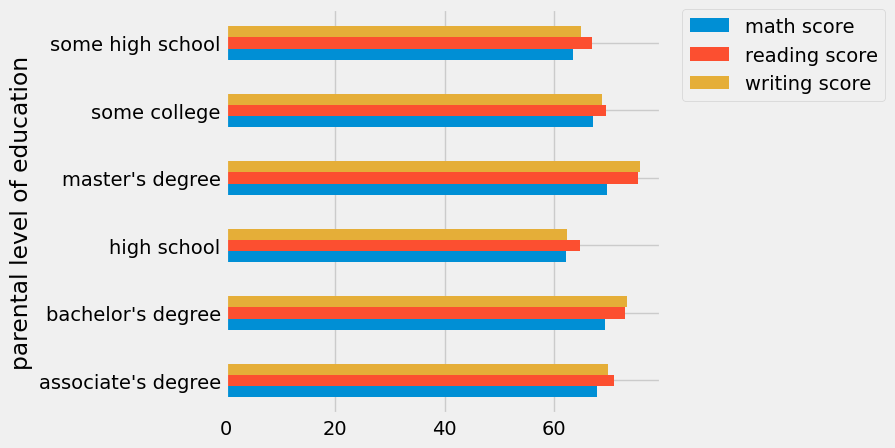 parental level of education
some high school
some college
master's degree
high school
bachelor's degree
associate's degree
0 20 40 60
math score
reading score
writing score